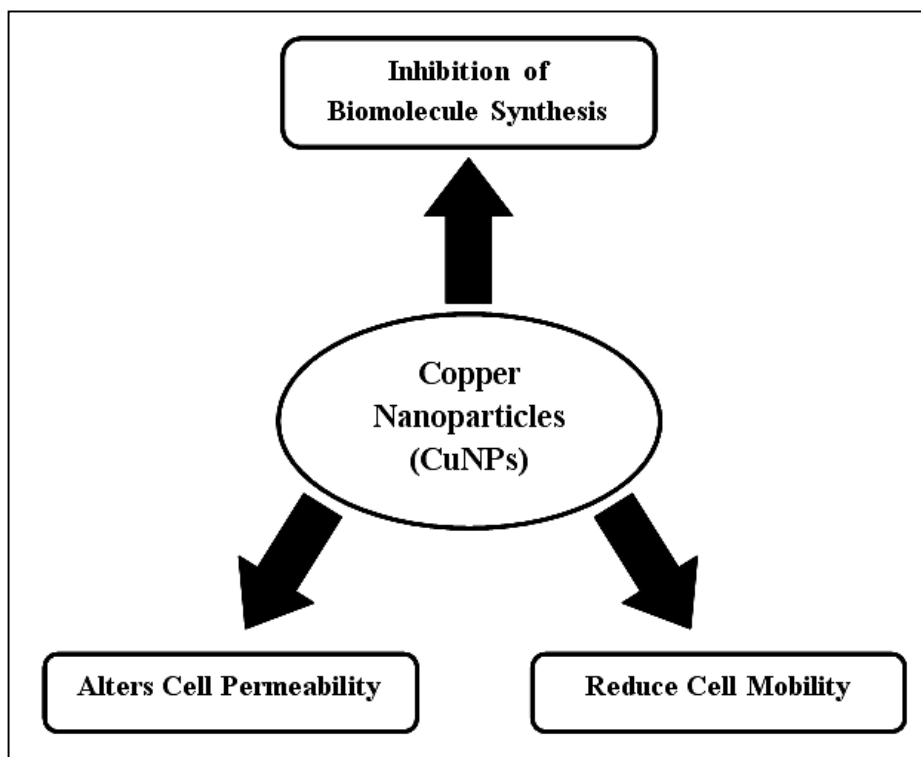 Inhibition of
Biomolecule Synthesis
Copper
Nanoparticles
(CuNPs)
Alters Cell Permeability
Reduce Cell Mobility